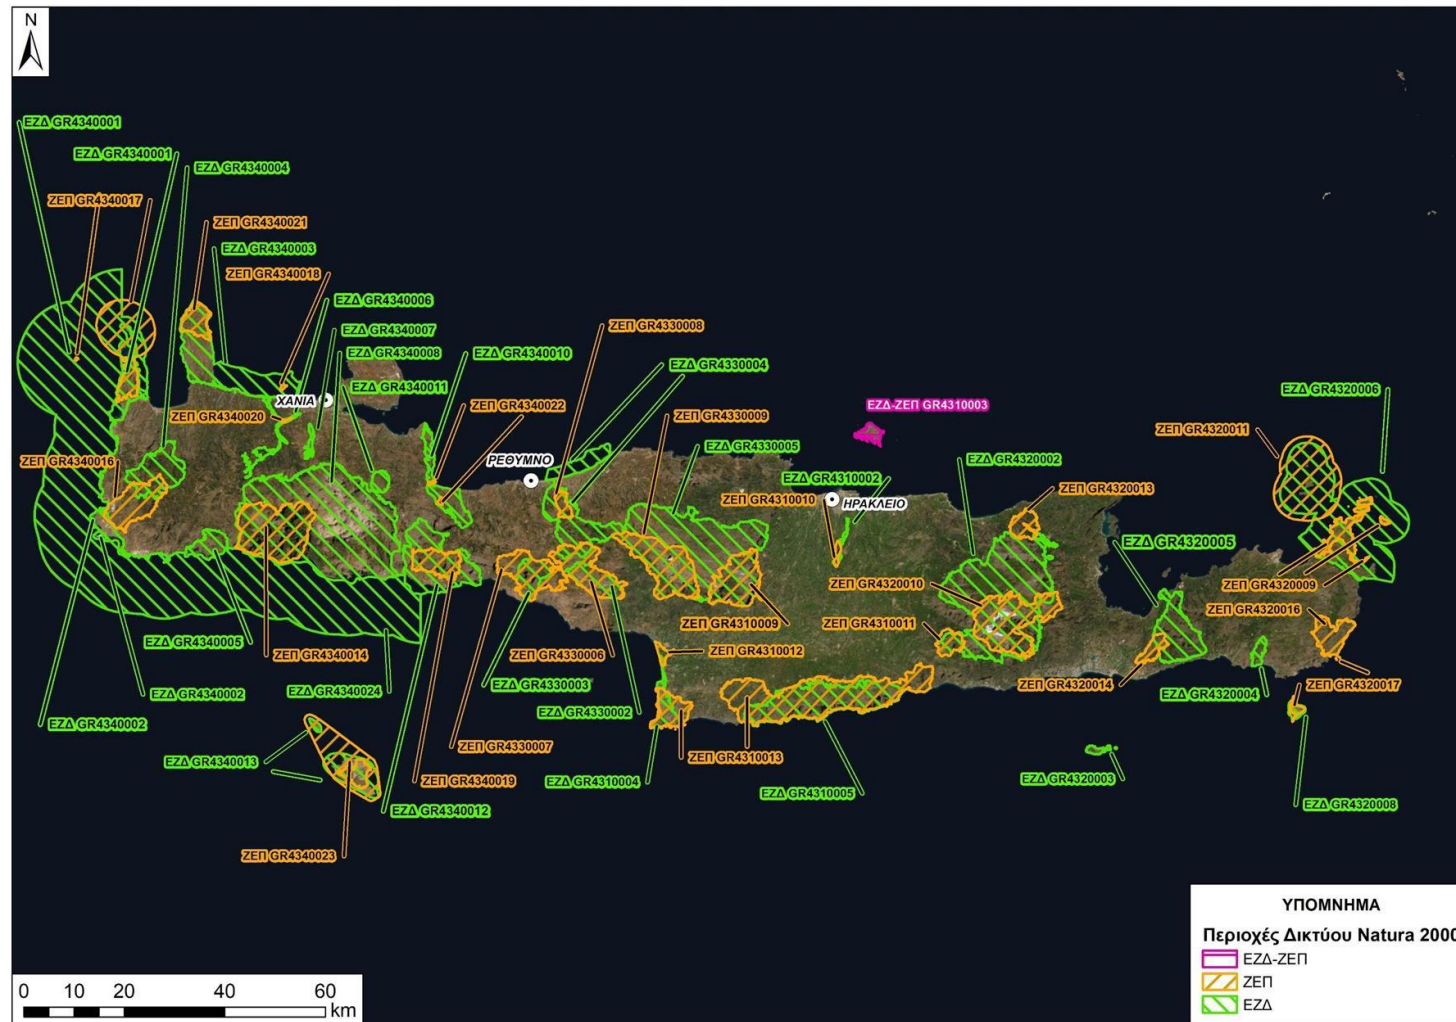 N
ΕΖΔ GR4340001
ΕΖΔ GR4340001
ΕΖΔ GR4340004
ΖΕΠ GR4340017
ΖΕΠ GR4340021
ΕΖΔ GR4340003
ΖΕΠ GR4340018
ΕΖΔ GR4340006
ΕΖΔ GR4340007
ΕΖΔ GR4340008
ΕΖΔ GR4340010
ΕΖΔ GR4340011
ΖΕΠ GR4330008
ΕΖΔ GR4330004
ΧΑΝΙΑ
ΖΕΠ GR4340020
ΖΕΠ GR4340022
ΖΕΠ GR4330009
ΕΖΔ-ΖΕΠ GR4310003
ΕΖΔ GR4320006
ΖΕΠ GR4320011
ΖΕΠ GR4340016
ΡΕΘΥΜΝΟ
ΕΖΔ GR4330005
ΕΖΔ GR4310002
ΕΖΔ GR4320002
ΖΕΠ GR4310010
ΗΡΑΚΛΕΙΟ
ΖΕΠ GR4320013
ΕΖΔ GR4320005
ΖΕΠ GR4320010
ΖΕΠ GR4320009
ΖΕΠ GR4320016
ΖΕΠ GR4310009
ΖΕΠ GR4310011
ΕΖΔ GR4340005
ΖΕΠ GR4340014
ΖΕΠ GR4330006
ΖΕΠ GR4310012
ΕΖΔ GR4340002
ΕΖΔ GR4340024
ΕΖΔ GR4330003
ΖΕΠ GR4320014
ΕΖΔ GR4320004
ΖΕΠ GR4320017
ΕΖΔ GR4340002
ΕΖΔ GR4330002
ΕΖΔ GR4340013
ΖΕΠ GR4330007
ΖΕΠ GR4310013
ΖΕΠ GR4340019
ΕΖΔ GR4310004
ΕΖΔ GR4310005
ΕΖΔ GR4320003
ΕΖΔ GR4340012
ΕΖΔ GR4320008
ΖΕΠ GR4340023
ΥΠΟΜΝΗΜΑ
Περιοχές Δικτύου Natura 2000
ΕΖΔ-ΖΕΠ
ΖΕΠ
ΕΖΔ
0 10 20 40 60
km